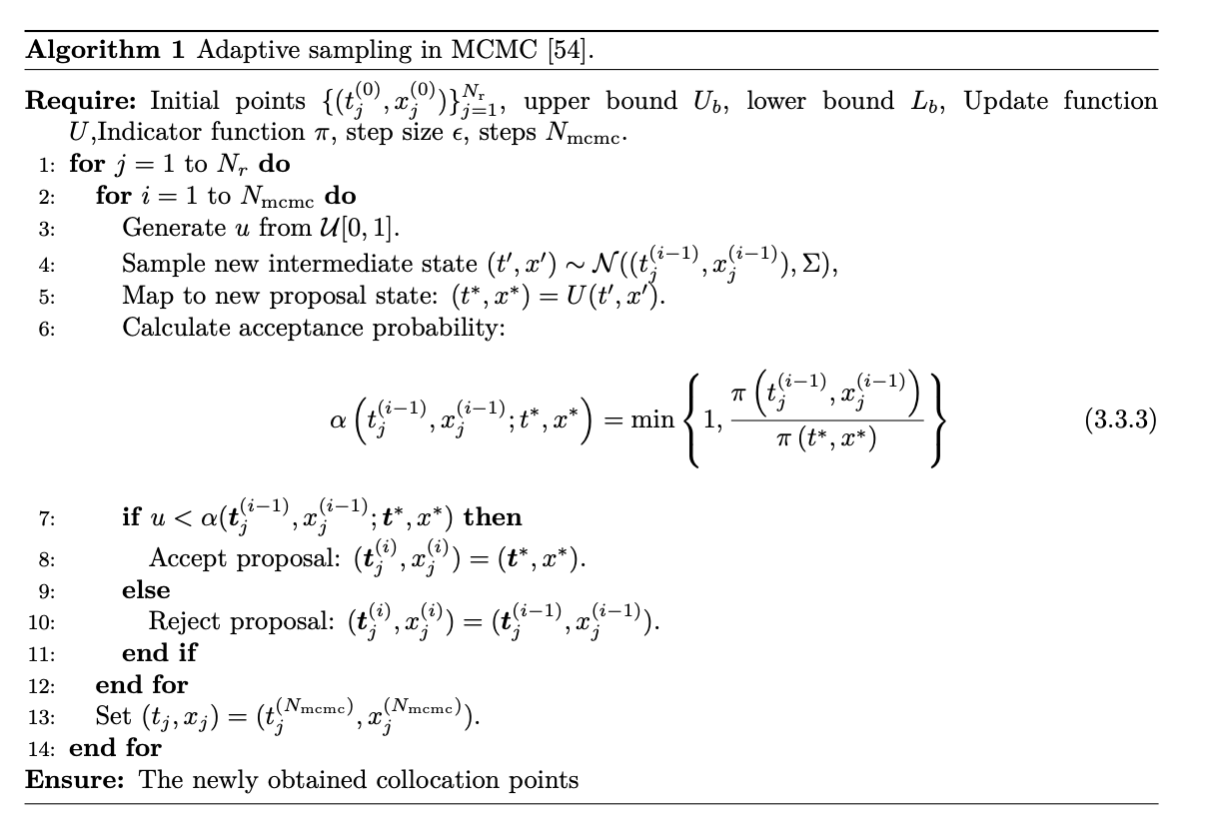 Algorithm 1 Adaptive sampling in MCMC [54].
Require: Initial points $\{(t_j^{(0)}, x_j^{(0)})\}_{j=1}^{N_r}$, upper bound $U_b$, lower bound $L_b$, Update function
$U$,Indicator function $\pi$, step size $\epsilon$, steps $N_{\mathrm{mcmc}}$.
1: for $j = 1$ to $N_r$ do
2: for $i = 1$ to $N_{\mathrm{mcmc}}$ do
3: Generate $u$ from $\mathcal{U}[0, 1]$.
4: Sample new intermediate state $(t', x') \sim \mathcal{N}((t_j^{(i-1)}, x_j^{(i-1)}), \Sigma)$,
5: Map to new proposal state: $(t^*, x^*) = U(t', x')$.
6: Calculate acceptance probability:
$\alpha\left(t_j^{(i-1)}, x_j^{(i-1)}; t^*, x^*\right) = \min\left\{1, \frac{\pi\left(t_j^{(i-1)}, x_j^{(i-1)}\right)}{\pi\left(t^*, x^*\right)}\right\}$ (3.3.3)
7: if $u < \alpha(\boldsymbol{t}_j^{(i-1)}, x_j^{(i-1)}; \boldsymbol{t}^*, x^*)$ then
8: Accept proposal: $(\boldsymbol{t}_j^{(i)}, x_j^{(i)}) = (\boldsymbol{t}^*, x^*)$.
9: else
10: Reject proposal: $(\boldsymbol{t}_j^{(i)}, x_j^{(i)}) = (\boldsymbol{t}_j^{(i-1)}, x_j^{(i-1)})$.
11: end if
12: end for
13: Set $(t_j, x_j) = (t_j^{(N_{\mathrm{mcmc}})}, x_j^{(N_{\mathrm{mcmc}})})$.
14: end for
Ensure: The newly obtained collocation points